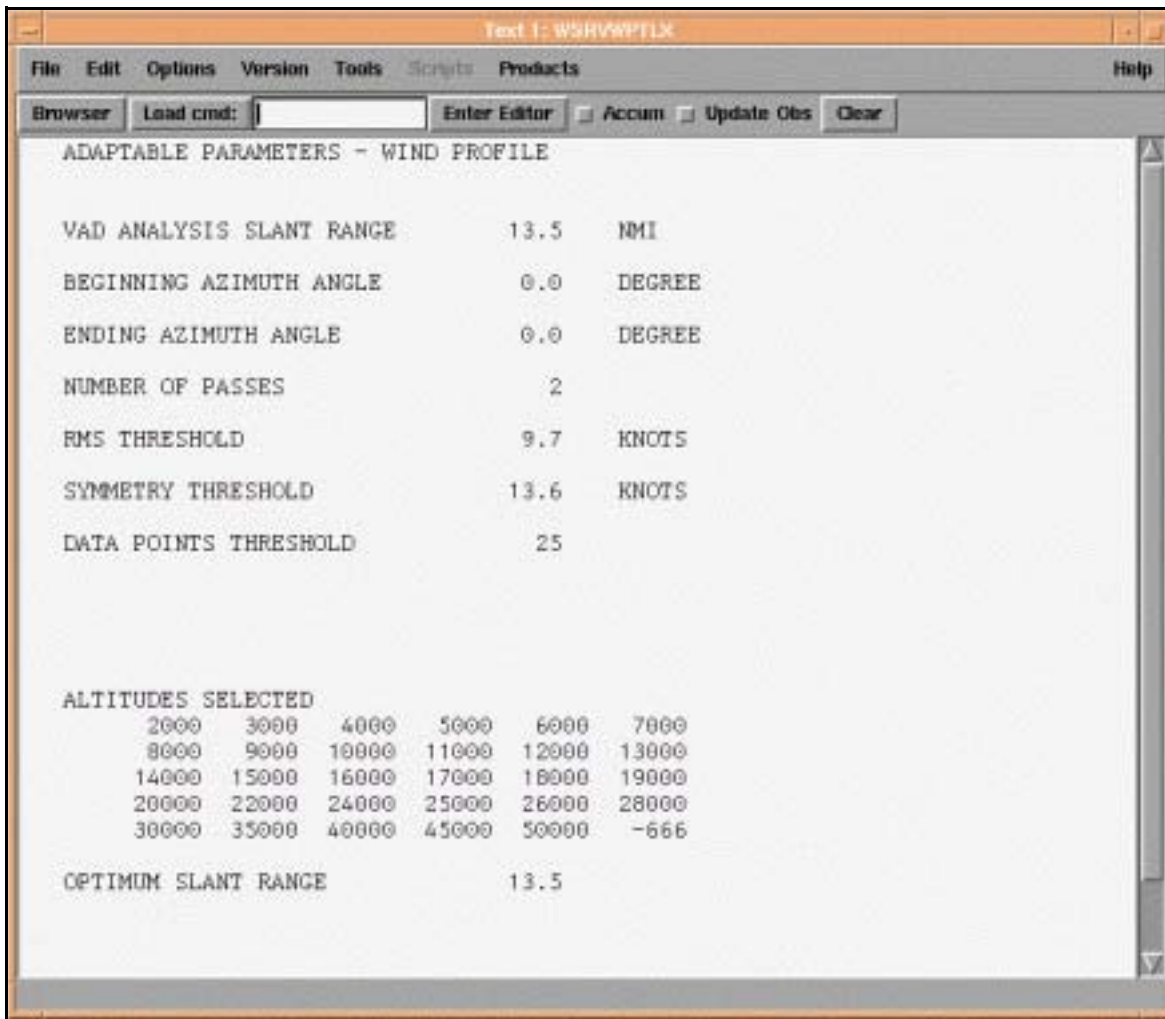 Text 1: WSRVWPTLX
File Edit Options Version Tools Scripts Products Help
Browser Load cmd: Enter Editor Accum Update Obs Clear
ADAPTABLE PARAMETERS - WIND PROFILE
VAD ANALYSIS SLANT RANGE 13.5 NMI
BEGINNING AZIMUTH ANGLE 0.0 DEGREE
ENDING AZIMUTH ANGLE 0.0 DEGREE
NUMBER OF PASSES 2
RMS THRESHOLD 9.7 KNOTS
SYMMETRY THRESHOLD 13.6 KNOTS
DATA POINTS THRESHOLD 25
ALTITUDES SELECTED
2000 3000 4000 5000 6000 7000
8000 9000 10000 11000 12000 13000
14000 15000 16000 17000 18000 19000
20000 22000 24000 25000 26000 28000
30000 35000 40000 45000 50000 -666
OPTIMUM SLANT RANGE 13.5